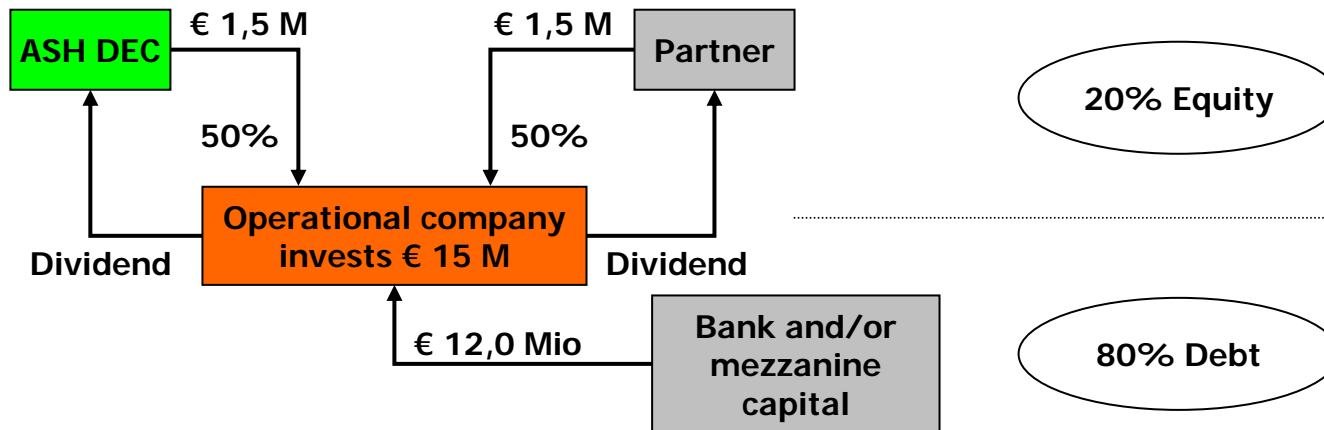 € 1,5 M
€ 1,5 M
ASH DEC
Partner
20% Equity
50%
50%
Operational company
invests € 15 M
Dividend
Dividend
€ 12,0 Mio
Bank and/or
mezzanine
capital
80% Debt